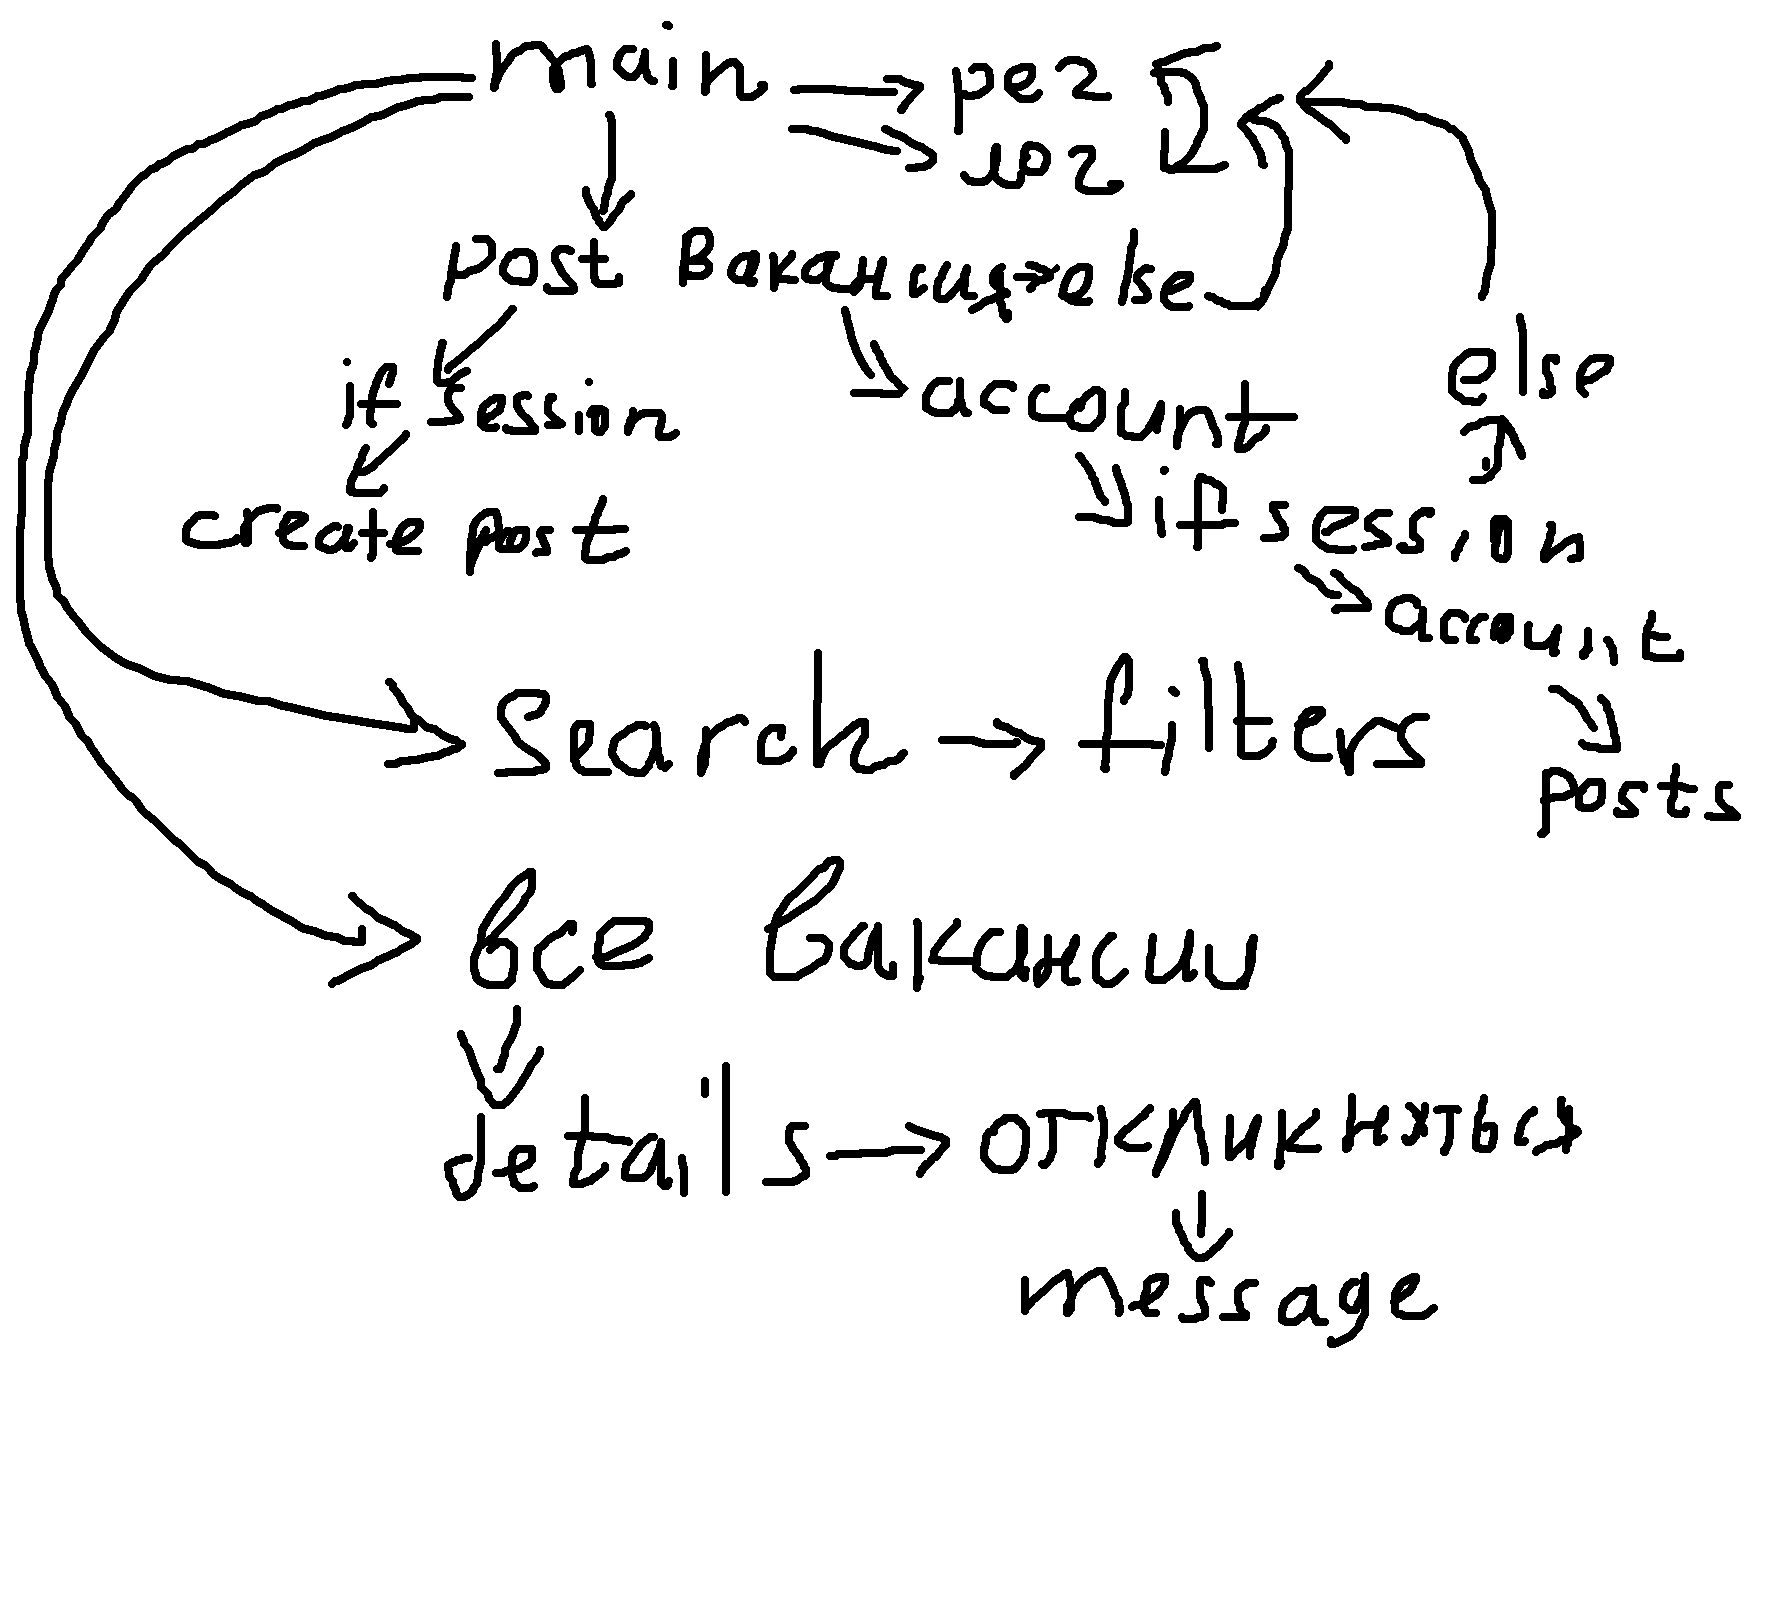 main рег
лог
post Вакансия else
else
if session
account
if session
create post
account
Search filters
posts
все вакансии
details откликнхться
message